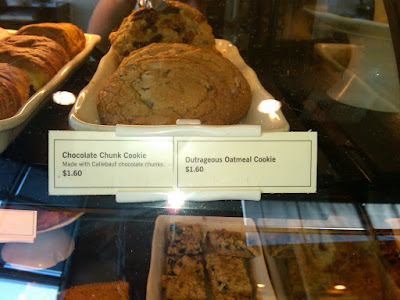 Chocolate Chunk Cookie
Made with Callebaut chocolate chunks.
$1.60
Outrageous Oatmeal Cookie
$1.60